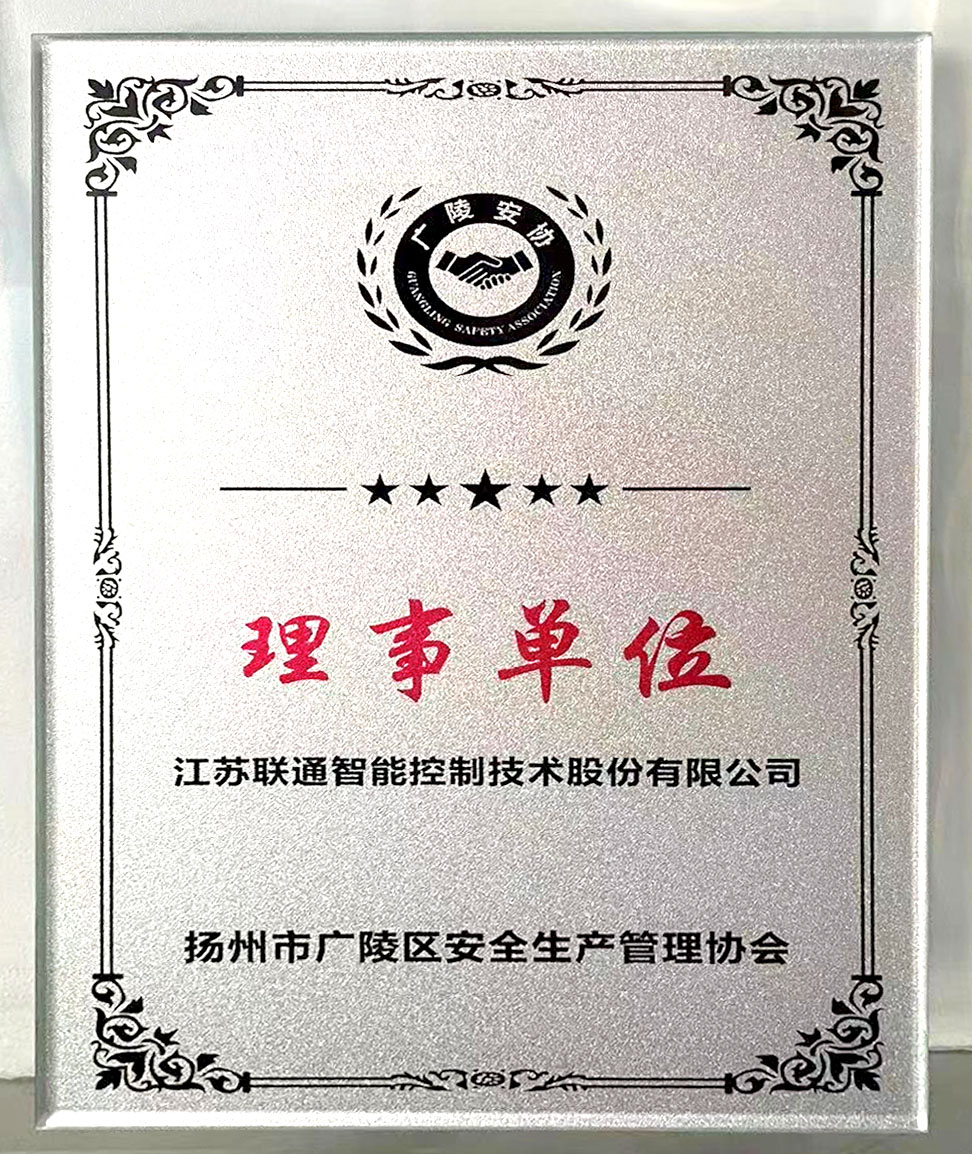 广陵安协
GUANGLING SAFETY ASSOCIATION
理事单位
江苏联通智能控制技术股份有限公司
扬州市广陵区安全生产管理协会